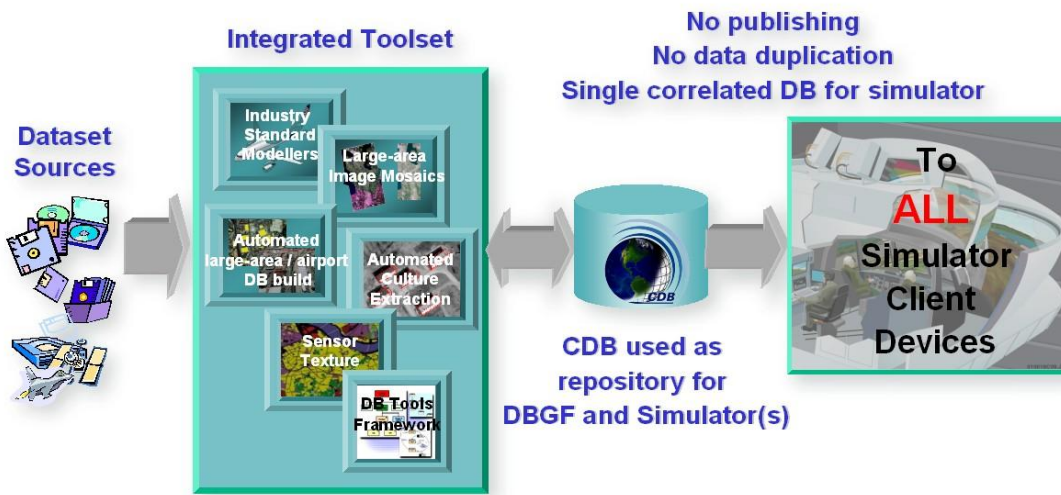 Dataset
Sources
Integrated Toolset
Industry
Standard
Modellers
Large-area
Image Mosaics
Automated
large-area / airport
DB build
Automated
Culture
Extraction
Sensor
Texture
DB Tools
Framework
CDB
CDB used as
repository for
DBGF and Simulator(s)
No publishing
No data duplication
Single correlated DB for simulator
To
ALL
Simulator
Client
Devices